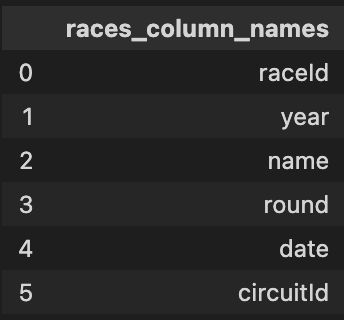 races_column_names
0 raceId
1 year
2 name
3 round
4 date
5 circuitId